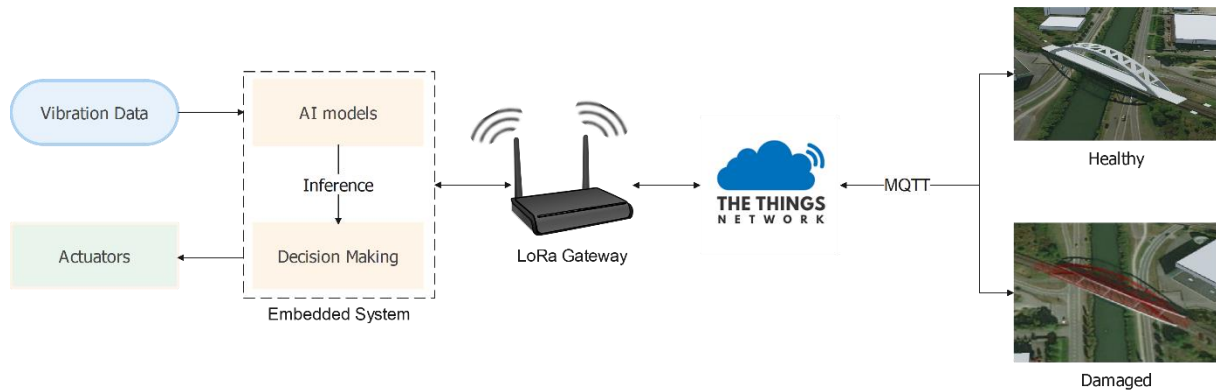 Vibration Data
AI models
Inference
Decision Making
Actuators
Embedded System
LoRa Gateway
THE THINGS
NETWORK
MQTT
Healthy
Damaged